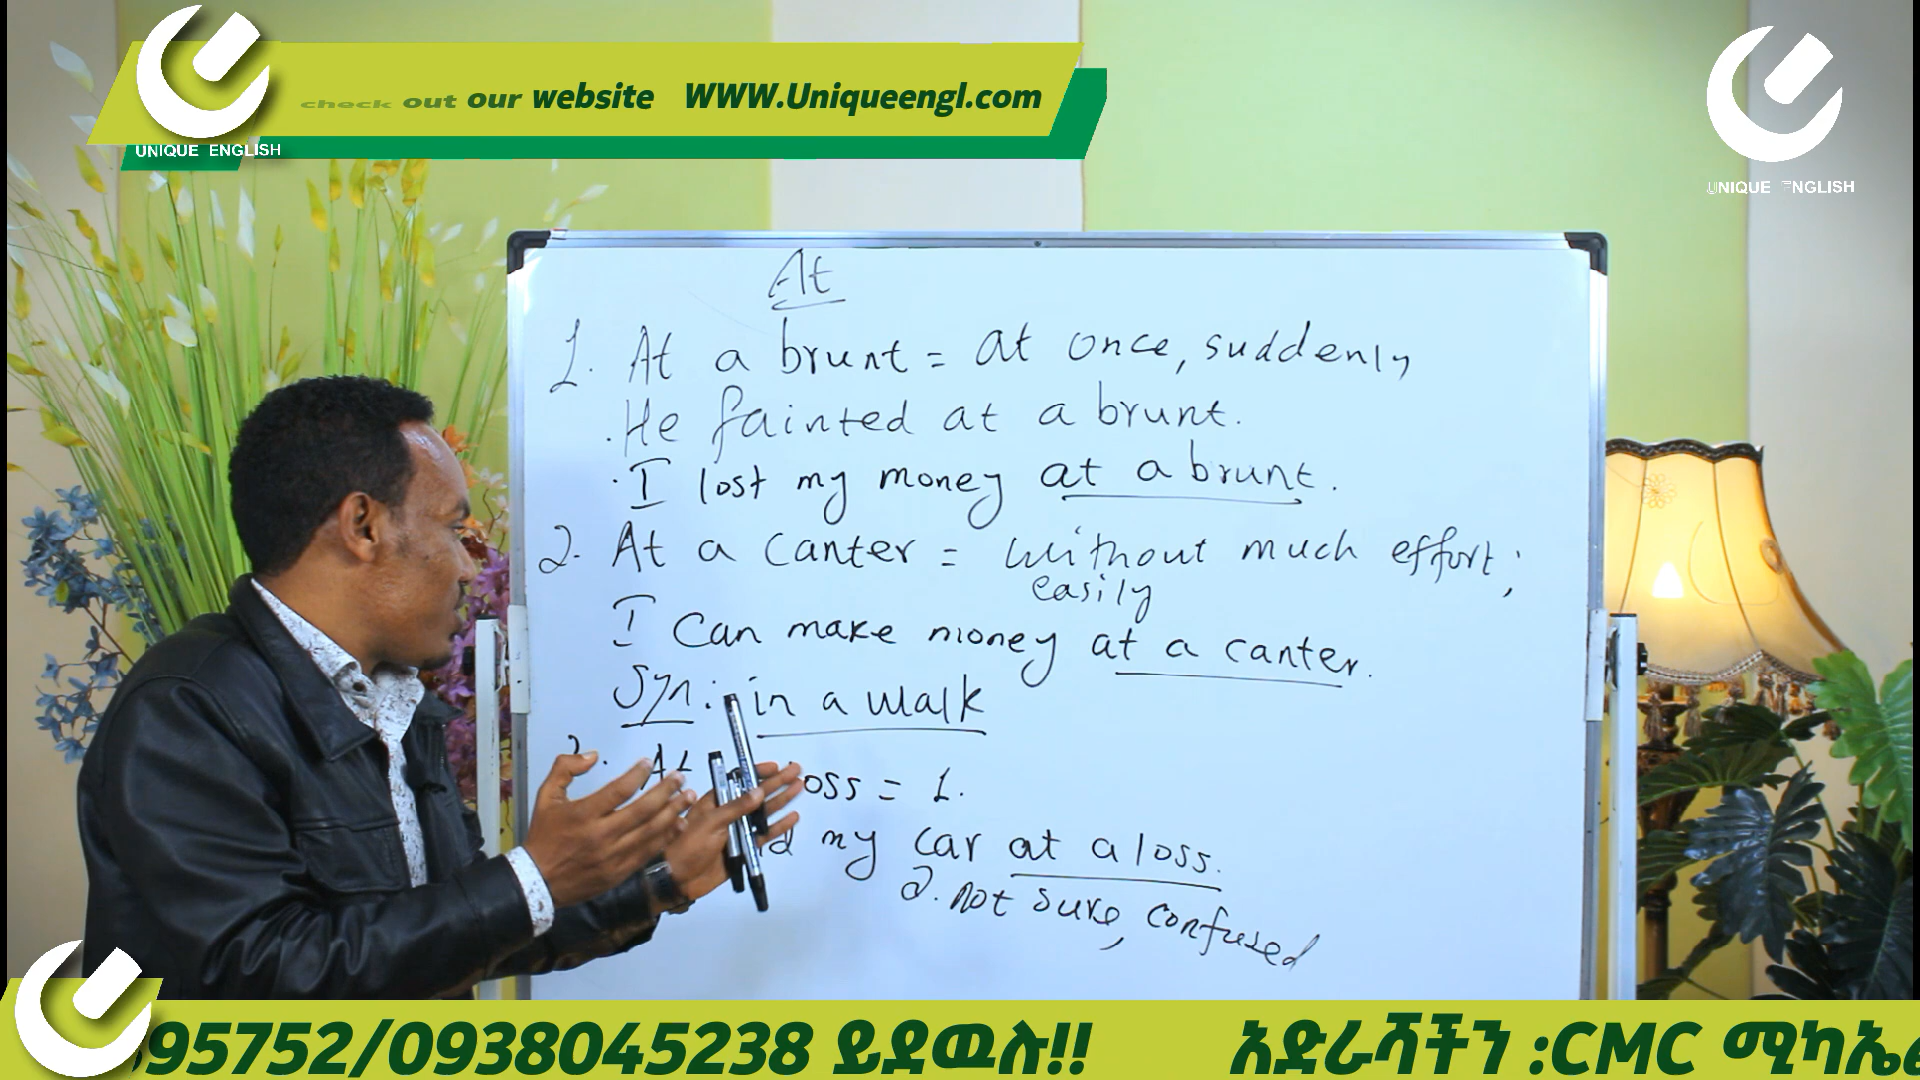 check out our website WWW.Uniqueengl.com
UNIQUE ENGLISH
UNIQUE ENGLISH
At
1. At a brunt = at once, suddenly
. He fainted at a brunt.
. I lost my money at a brunt.
2. At a canter = without much effort;
easily
I can make money at a canter.
Syn: in a walk
At oss = 1.
my car at a loss.
2. not sure, confused
95752/0938045238 ይደዉሉ!! አድራሻችን :CMC